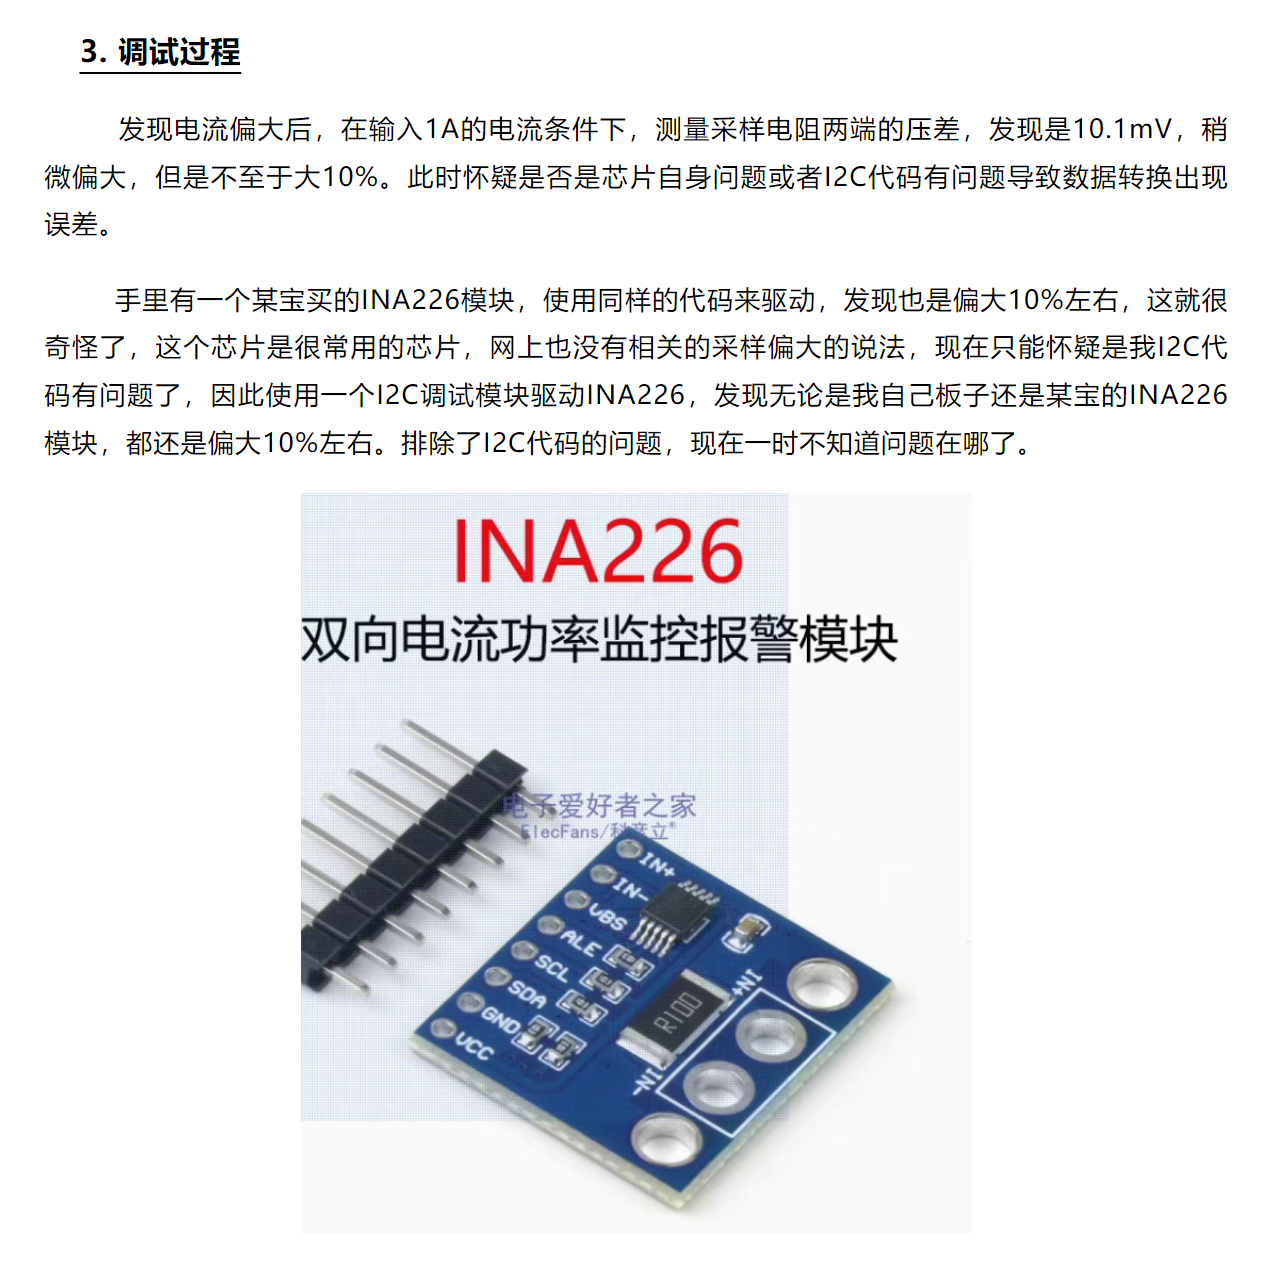 3. 调试过程
发现电流偏大后，在输入1A的电流条件下，测量采样电阻两端的压差，发现是10.1mV，稍
微偏大，但是不至于大10%。此时怀疑是否是芯片自身问题或者I2C代码有问题导致数据转换出现
误差。
手里有一个某宝买的INA226模块，使用同样的代码来驱动，发现也是偏大10%左右，这就很
奇怪了，这个芯片是很常用的芯片，网上也没有相关的采样偏大的说法，现在只能怀疑是我I2C代
码有问题了，因此使用一个I2C调试模块驱动INA226，发现无论是我自己板子还是某宝的INA226
模块，都还是偏大10%左右。排除了I2C代码的问题，现在一时不知道问题在哪了。
INA226
双向电流功率监控报警模块
电子爱好者之家
ElecFans/科彦立®
IN+
IN-
VBS
ALE
SCL
SDA
GND
VCC
R100
IN+
IN-